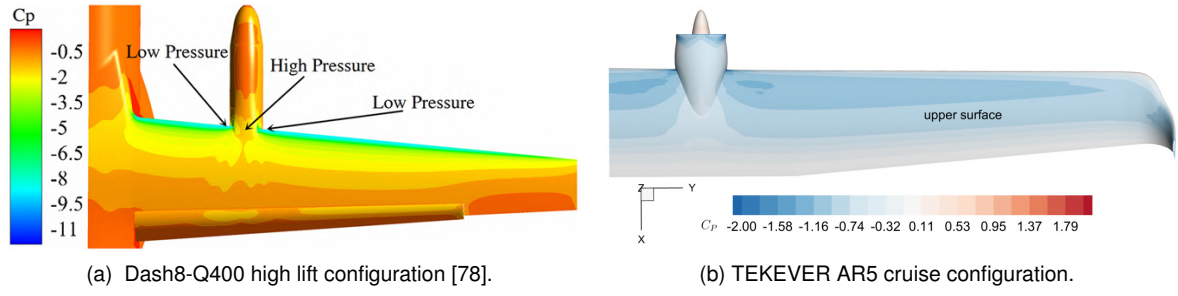 Cp
-0.5
-2
-3.5
-5
-6.5
-8
-9.5
-11
Low Pressure
High Pressure
Low Pressure
(a) Dash8-Q400 high lift configuration [78].
upper surface
Z Y
X
C_P -2.00 -1.58 -1.16 -0.74 -0.32 0.11 0.53 0.95 1.37 1.79
(b) TEKEVER AR5 cruise configuration.